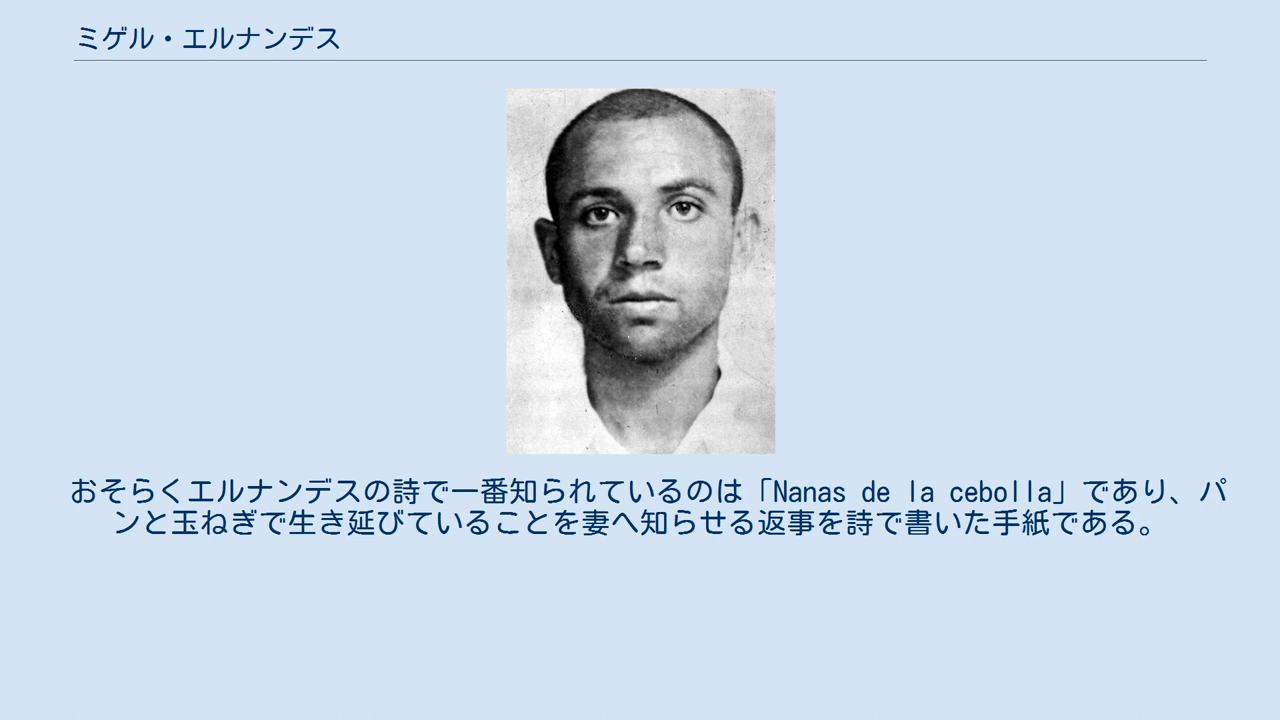 ミゲル・エルナンデス
おそらくエルナンデスの詩で一番知られているのは「Nanas de la cebolla」であり、パ
ンと玉ねぎで生き延びていることを妻へ知らせる返事を詩で書いた手紙である。